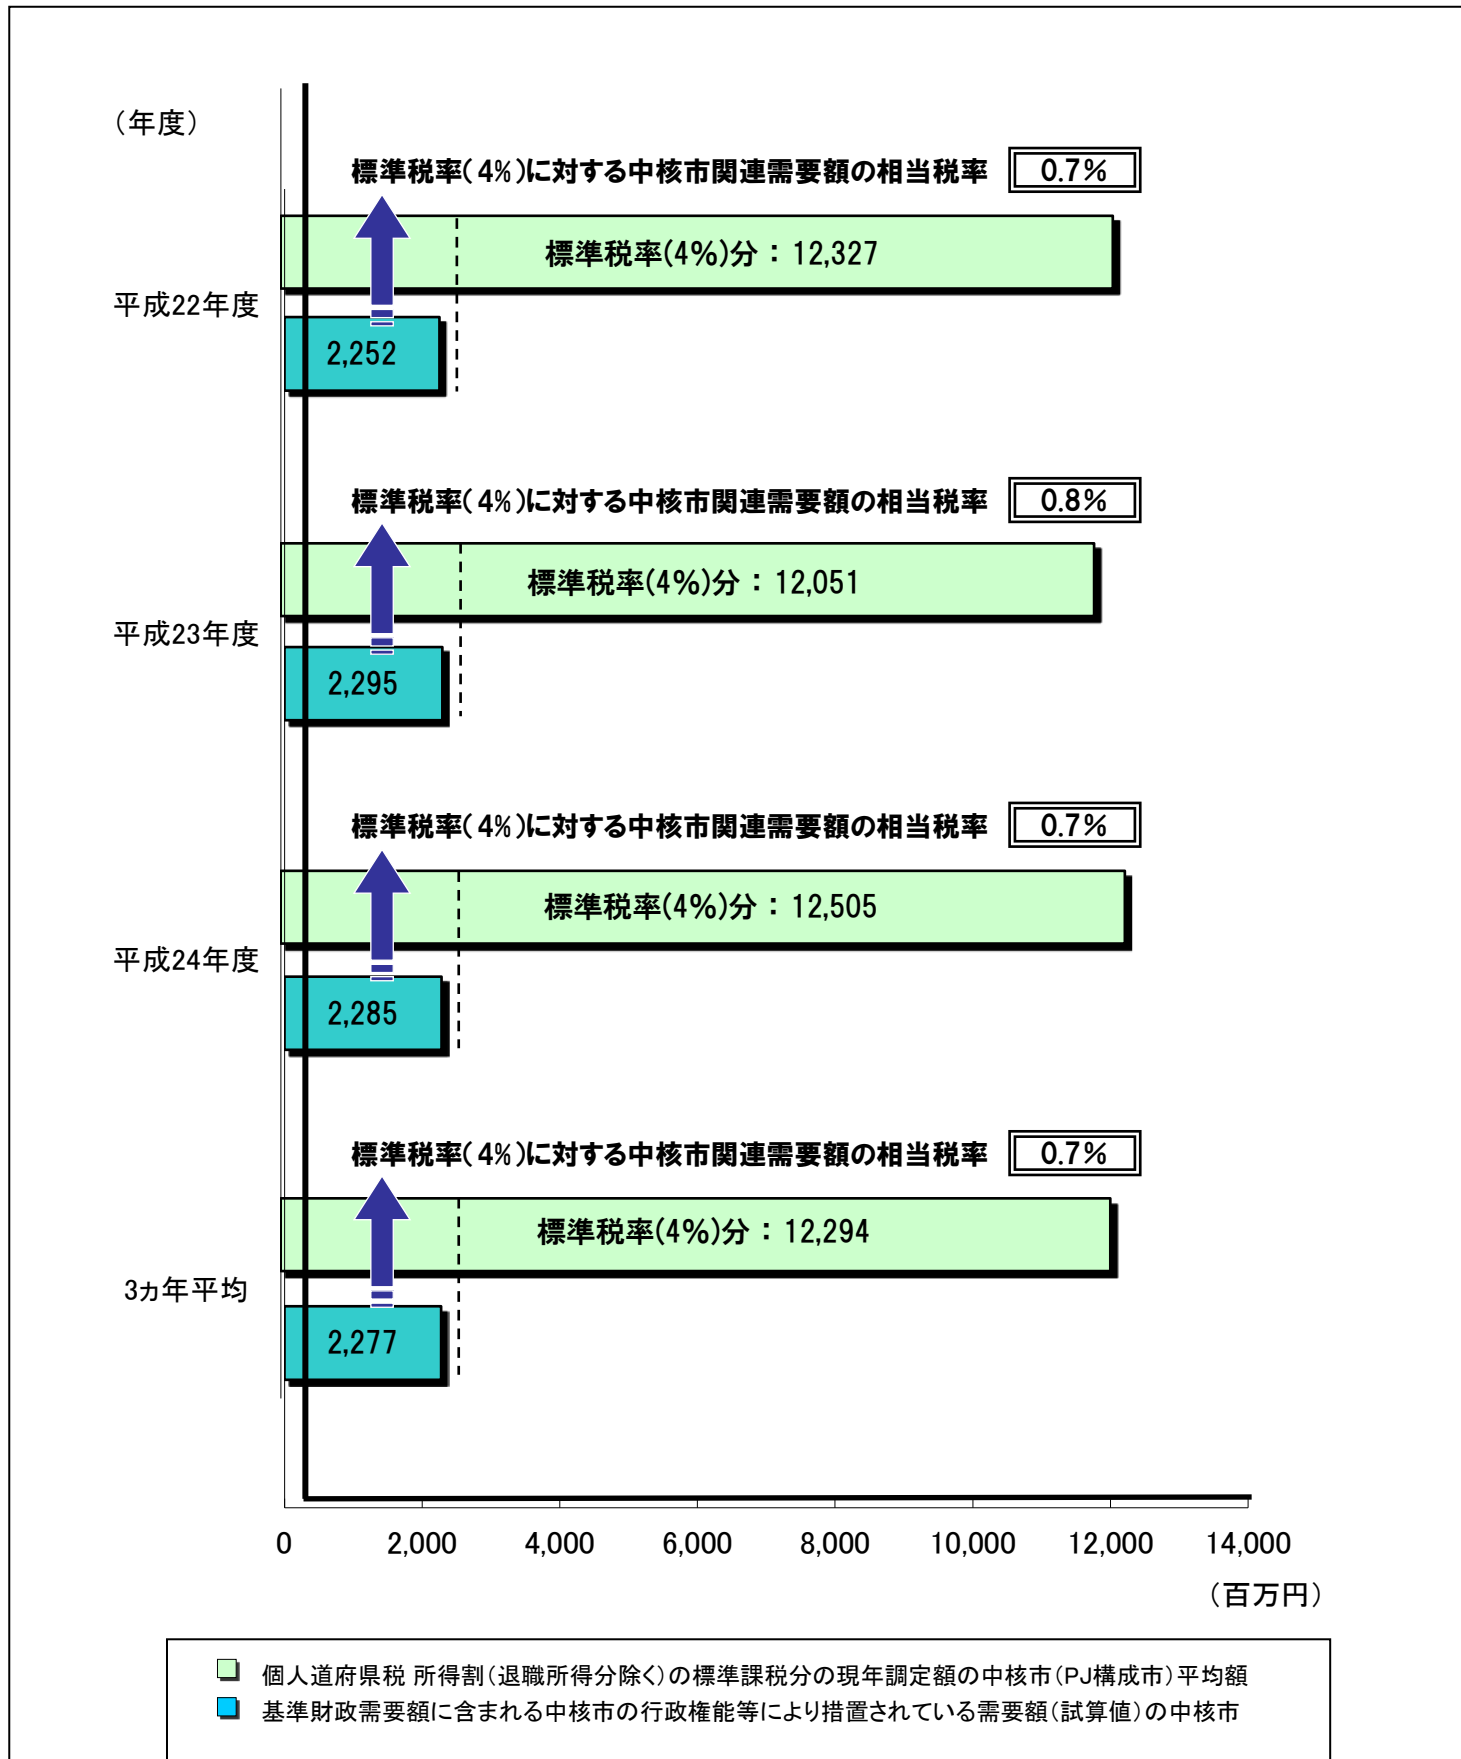 （年度）
標準税率（4%）に対する中核市関連需要額の相当税率 0.7%
標準税率(4%)分 ： 12,327
平成22年度
2,252
標準税率（4%）に対する中核市関連需要額の相当税率 0.8%
標準税率(4%)分 ： 12,051
平成23年度
2,295
標準税率（4%）に対する中核市関連需要額の相当税率 0.7%
標準税率(4%)分 ： 12,505
平成24年度
2,285
標準税率（4%）に対する中核市関連需要額の相当税率 0.7%
標準税率(4%)分 ： 12,294
3ヵ年平均
2,277
0 2,000 4,000 6,000 8,000 10,000 12,000 14,000
（百万円）
個人道府県税 所得割（退職所得分除く）の標準課税分の現年調定額の中核市（PJ構成市）平均額
基準財政需要額に含まれる中核市の行政権能等により措置されている需要額（試算値）の中核市